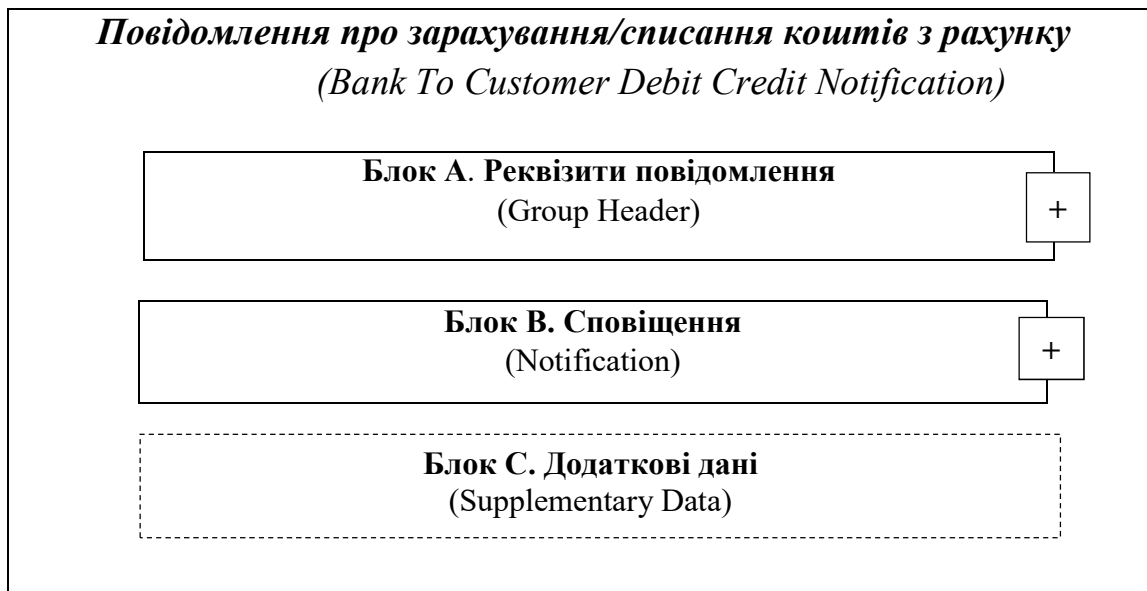 Повідомлення про зарахування/списання коштів з рахунку
(Bank To Customer Debit Credit Notification)
Блок А. Реквізити повідомлення
(Group Header)
+
Блок В. Сповіщення
(Notification)
+
Блок С. Додаткові дані
(Supplementary Data)